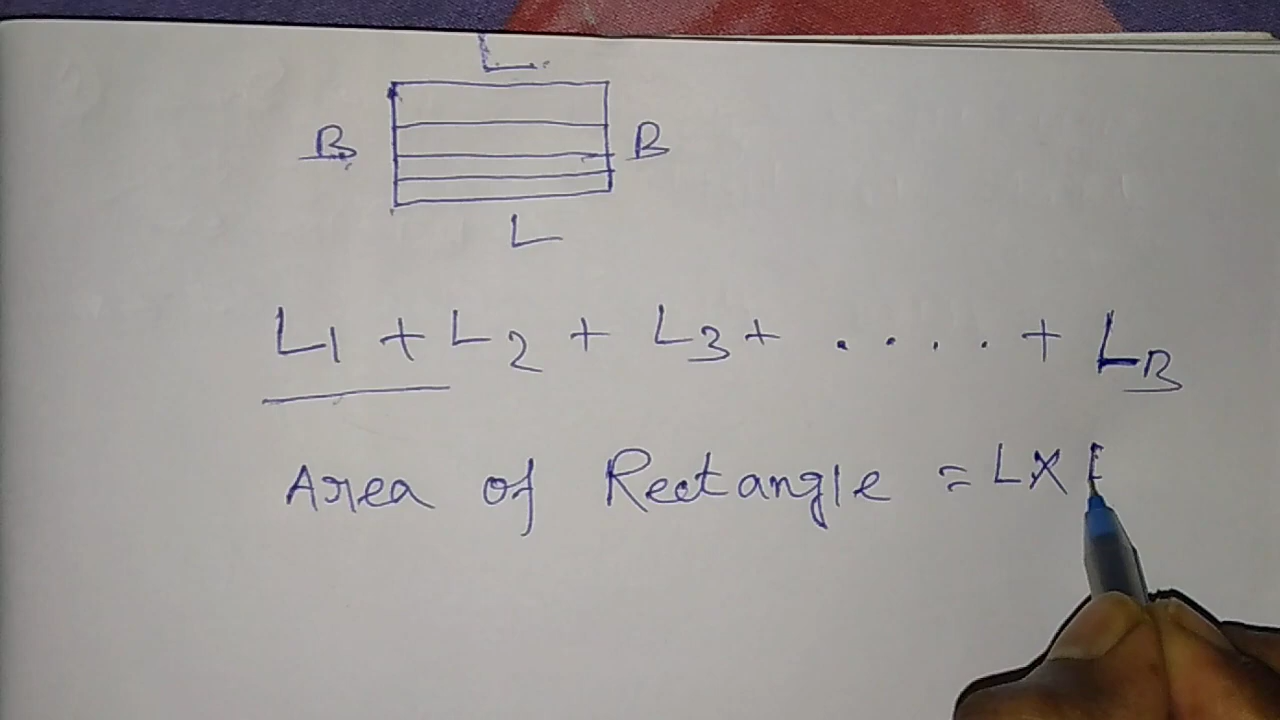 L
B B
L
L1 + L2 + L3 + . . . . + LB
Area of Rectangle = L X